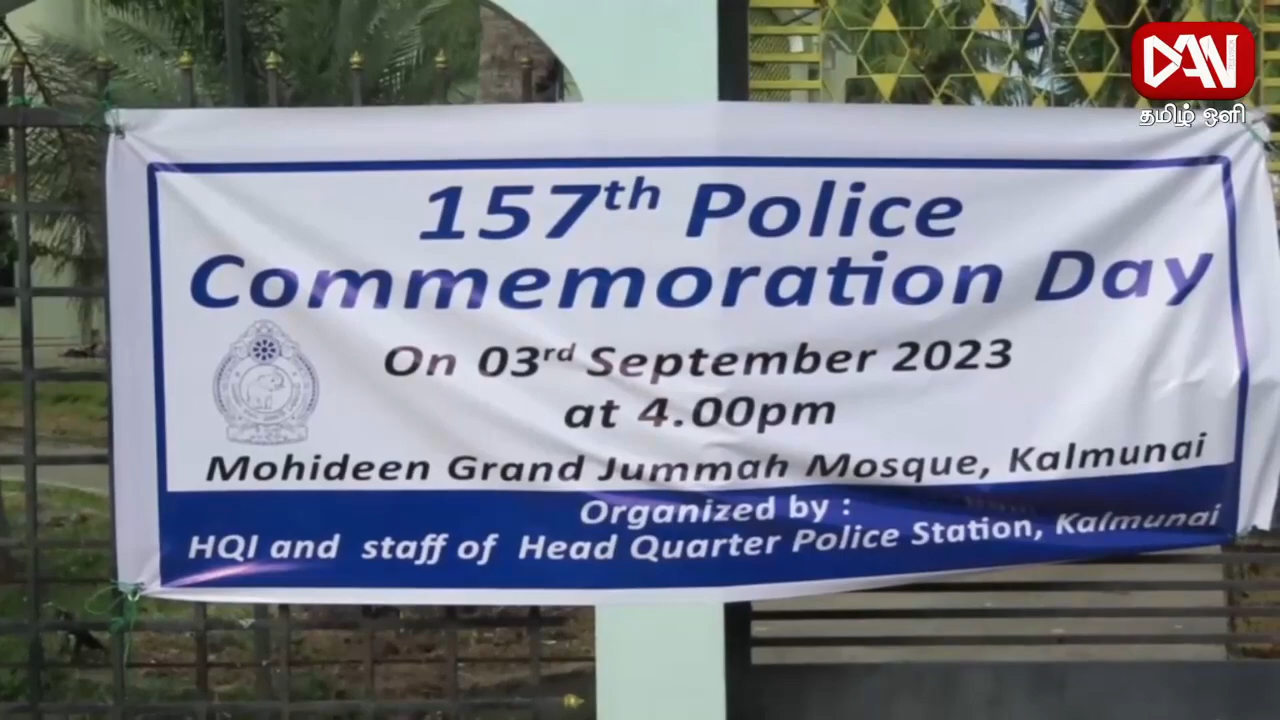 DAN
தமிழ் ஒளி
157th Police
Commemoration Day
On 03rd September 2023
at 4.00pm
Mohideen Grand Jummah Mosque, Kalmunai
Organized by :
HQI and staff of Head Quarter Police Station, Kalmunai